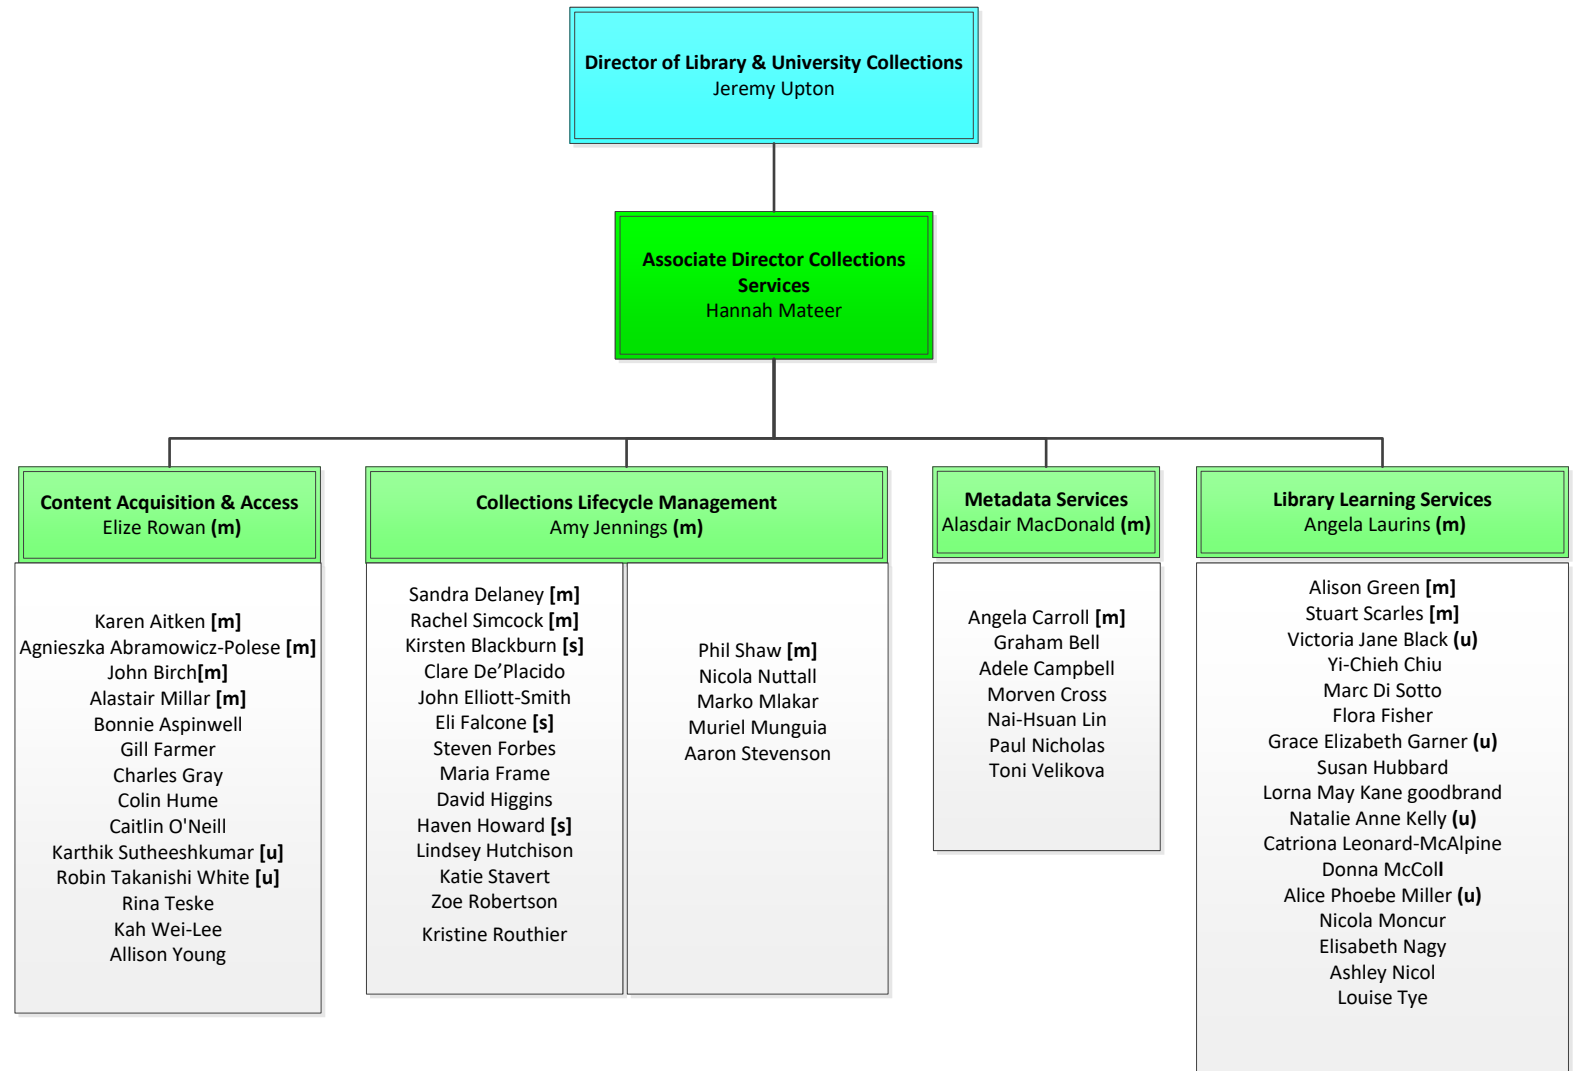 Director of Library & University Collections
Jeremy Upton
Associate Director Collections
Services
Hannah Mateer
Content Acquisition & Access
Elize Rowan (m)
Karen Aitken [m]
Agnieszka Abramowicz-Polese [m]
John Birch[m]
Alastair Millar [m]
Bonnie Aspinwell
Gill Farmer
Charles Gray
Colin Hume
Caitlin O'Neill
Karthik Sutheeshkumar [u]
Robin Takanishi White [u]
Rina Teske
Kah Wei-Lee
Allison Young
Collections Lifecycle Management
Amy Jennings (m)
Sandra Delaney [m]
Rachel Simcock [m]
Kirsten Blackburn [s]
Clare De’Placido
John Elliott-Smith
Eli Falcone [s]
Steven Forbes
Maria Frame
David Higgins
Haven Howard [s]
Lindsey Hutchison
Katie Stavert
Zoe Robertson
Kristine Routhier
Phil Shaw [m]
Nicola Nuttall
Marko Mlakar
Muriel Munguia
Aaron Stevenson
Metadata Services
Alasdair MacDonald (m)
Angela Carroll [m]
Graham Bell
Adele Campbell
Morven Cross
Nai-Hsuan Lin
Paul Nicholas
Toni Velikova
Library Learning Services
Angela Laurins (m)
Alison Green [m]
Stuart Scarles [m]
Victoria Jane Black (u)
Yi-Chieh Chiu
Marc Di Sotto
Flora Fisher
Grace Elizabeth Garner (u)
Susan Hubbard
Lorna May Kane goodbrand
Natalie Anne Kelly (u)
Catriona Leonard-McAlpine
Donna McColl
Alice Phoebe Miller (u)
Nicola Moncur
Elisabeth Nagy
Ashley Nicol
Louise Tye